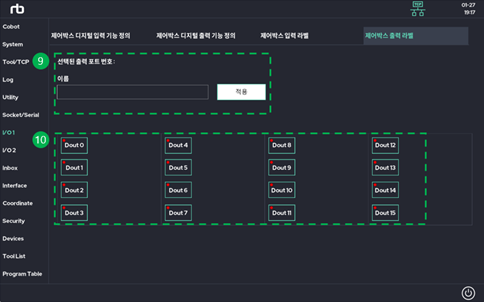 rb
TCP
01-27
19:17
Cobot
System
Tool/TCP
Log
Utility
Socket/Serial
I/O 1
I/O 2
Inbox
Interface
Coordinate
Security
Devices
Tool List
Program Table
제어박스 디지털 입력 기능 정의
제어박스 디지털 출력 기능 정의
제어박스 입력 라벨
제어박스 출력 라벨
9
선택된 출력 포트 번호 :
이름
적용
10
Dout 0
Dout 4
Dout 8
Dout 12
Dout 1
Dout 5
Dout 9
Dout 13
Dout 2
Dout 6
Dout 10
Dout 14
Dout 3
Dout 7
Dout 11
Dout 15